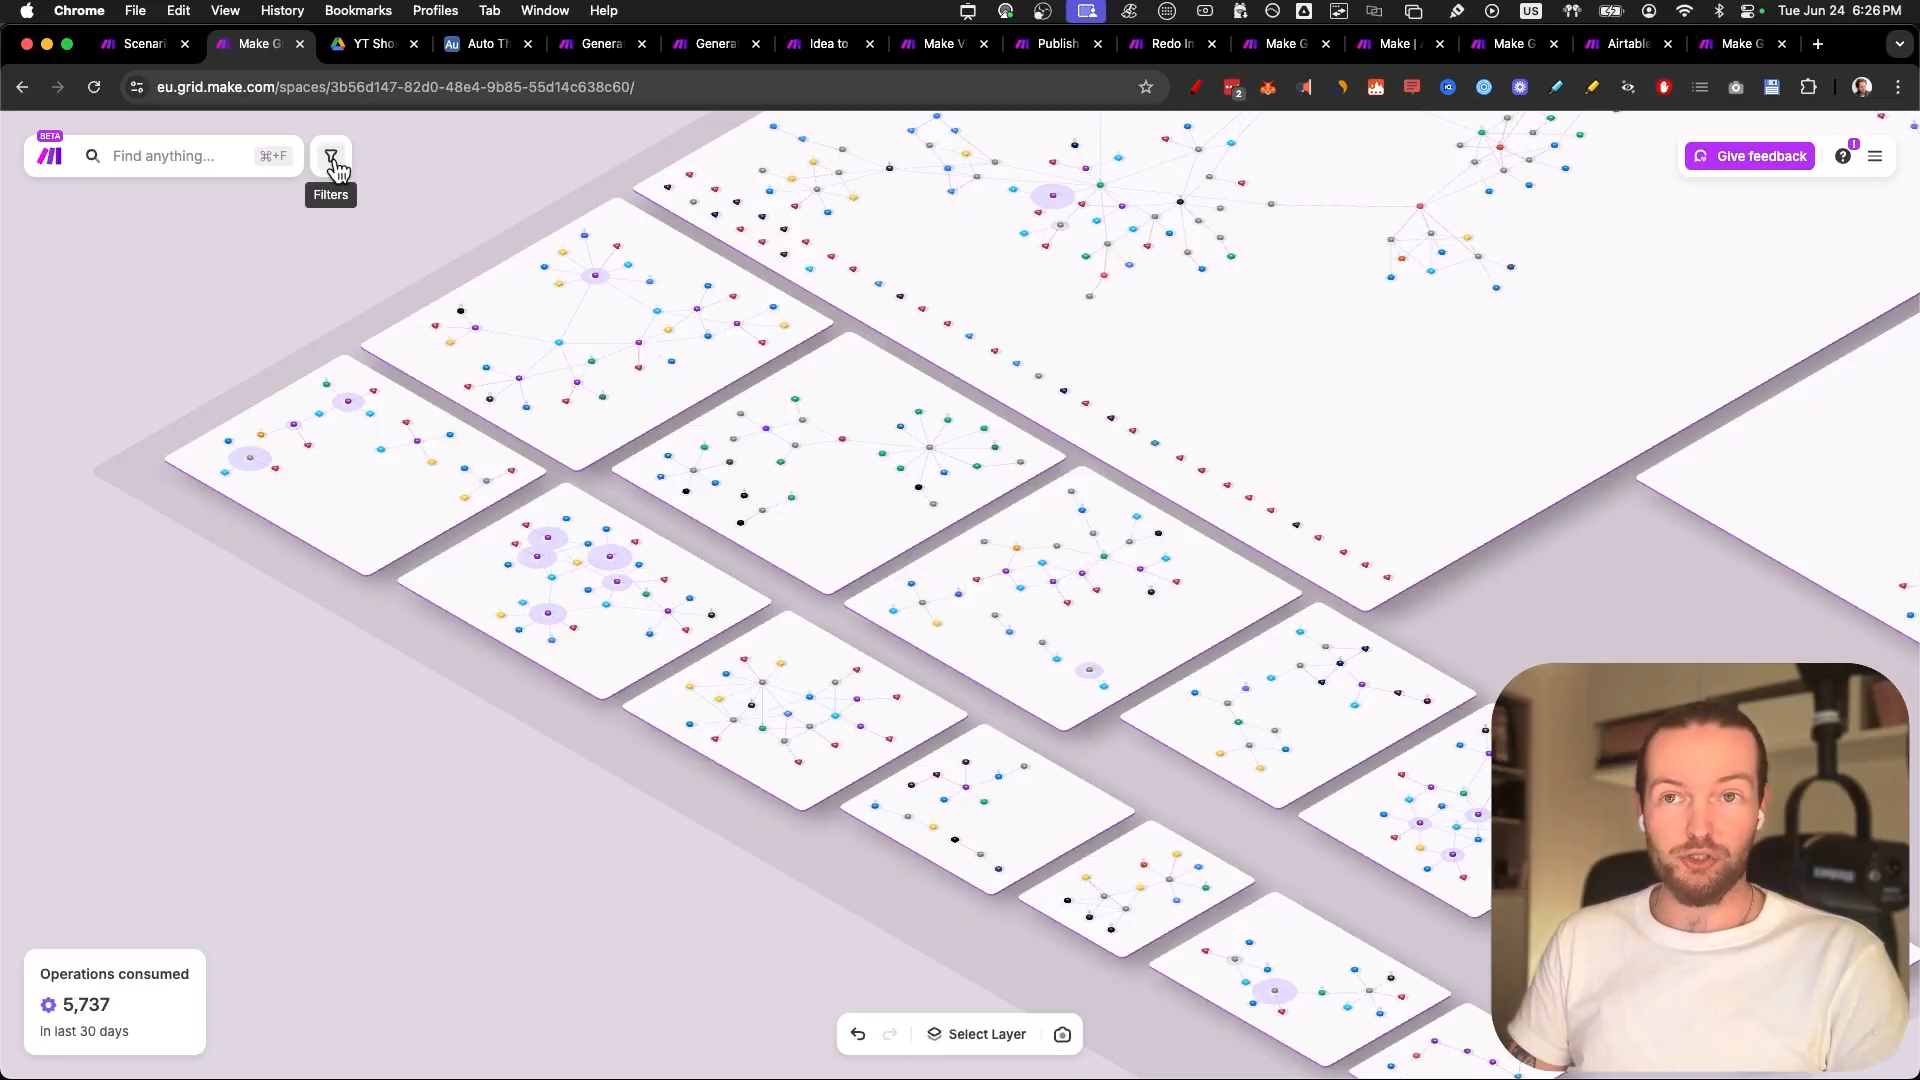 Chrome File Edit View History Bookmarks Profiles Tab Window Help
US Tue Jun 24 6:26 PM
Scenari Make G YT Sho Au Auto Th Genera Genera Idea to Make V Publish Redo In Make G Make | Make G Airtable Make G
eu.grid.make.com/spaces/3b56d147-82d0-48e4-9b85-55d14c638c60/
2
BETA
Find anything... ⌘+F
Give feedback
Filters
Operations consumed
5,737
in last 30 days
Select Layer